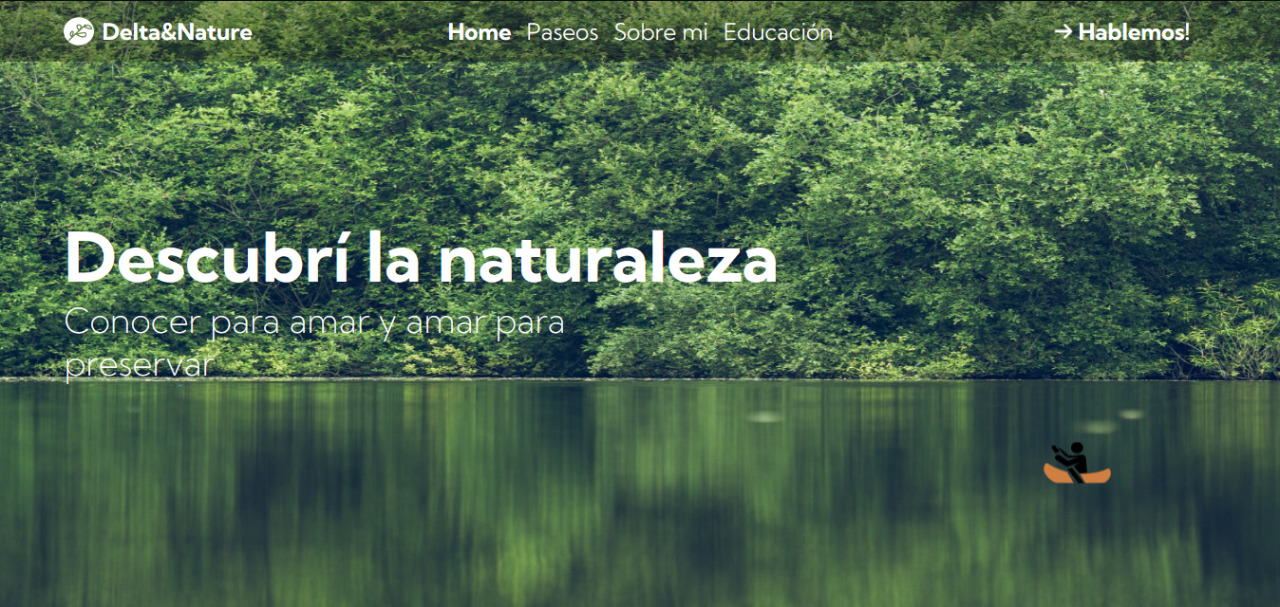 Delta&Nature
Home Paseos Sobre mi Educación
→ Hablemos!
Descubrí la naturaleza
Conocer para amar y amar para
preservar